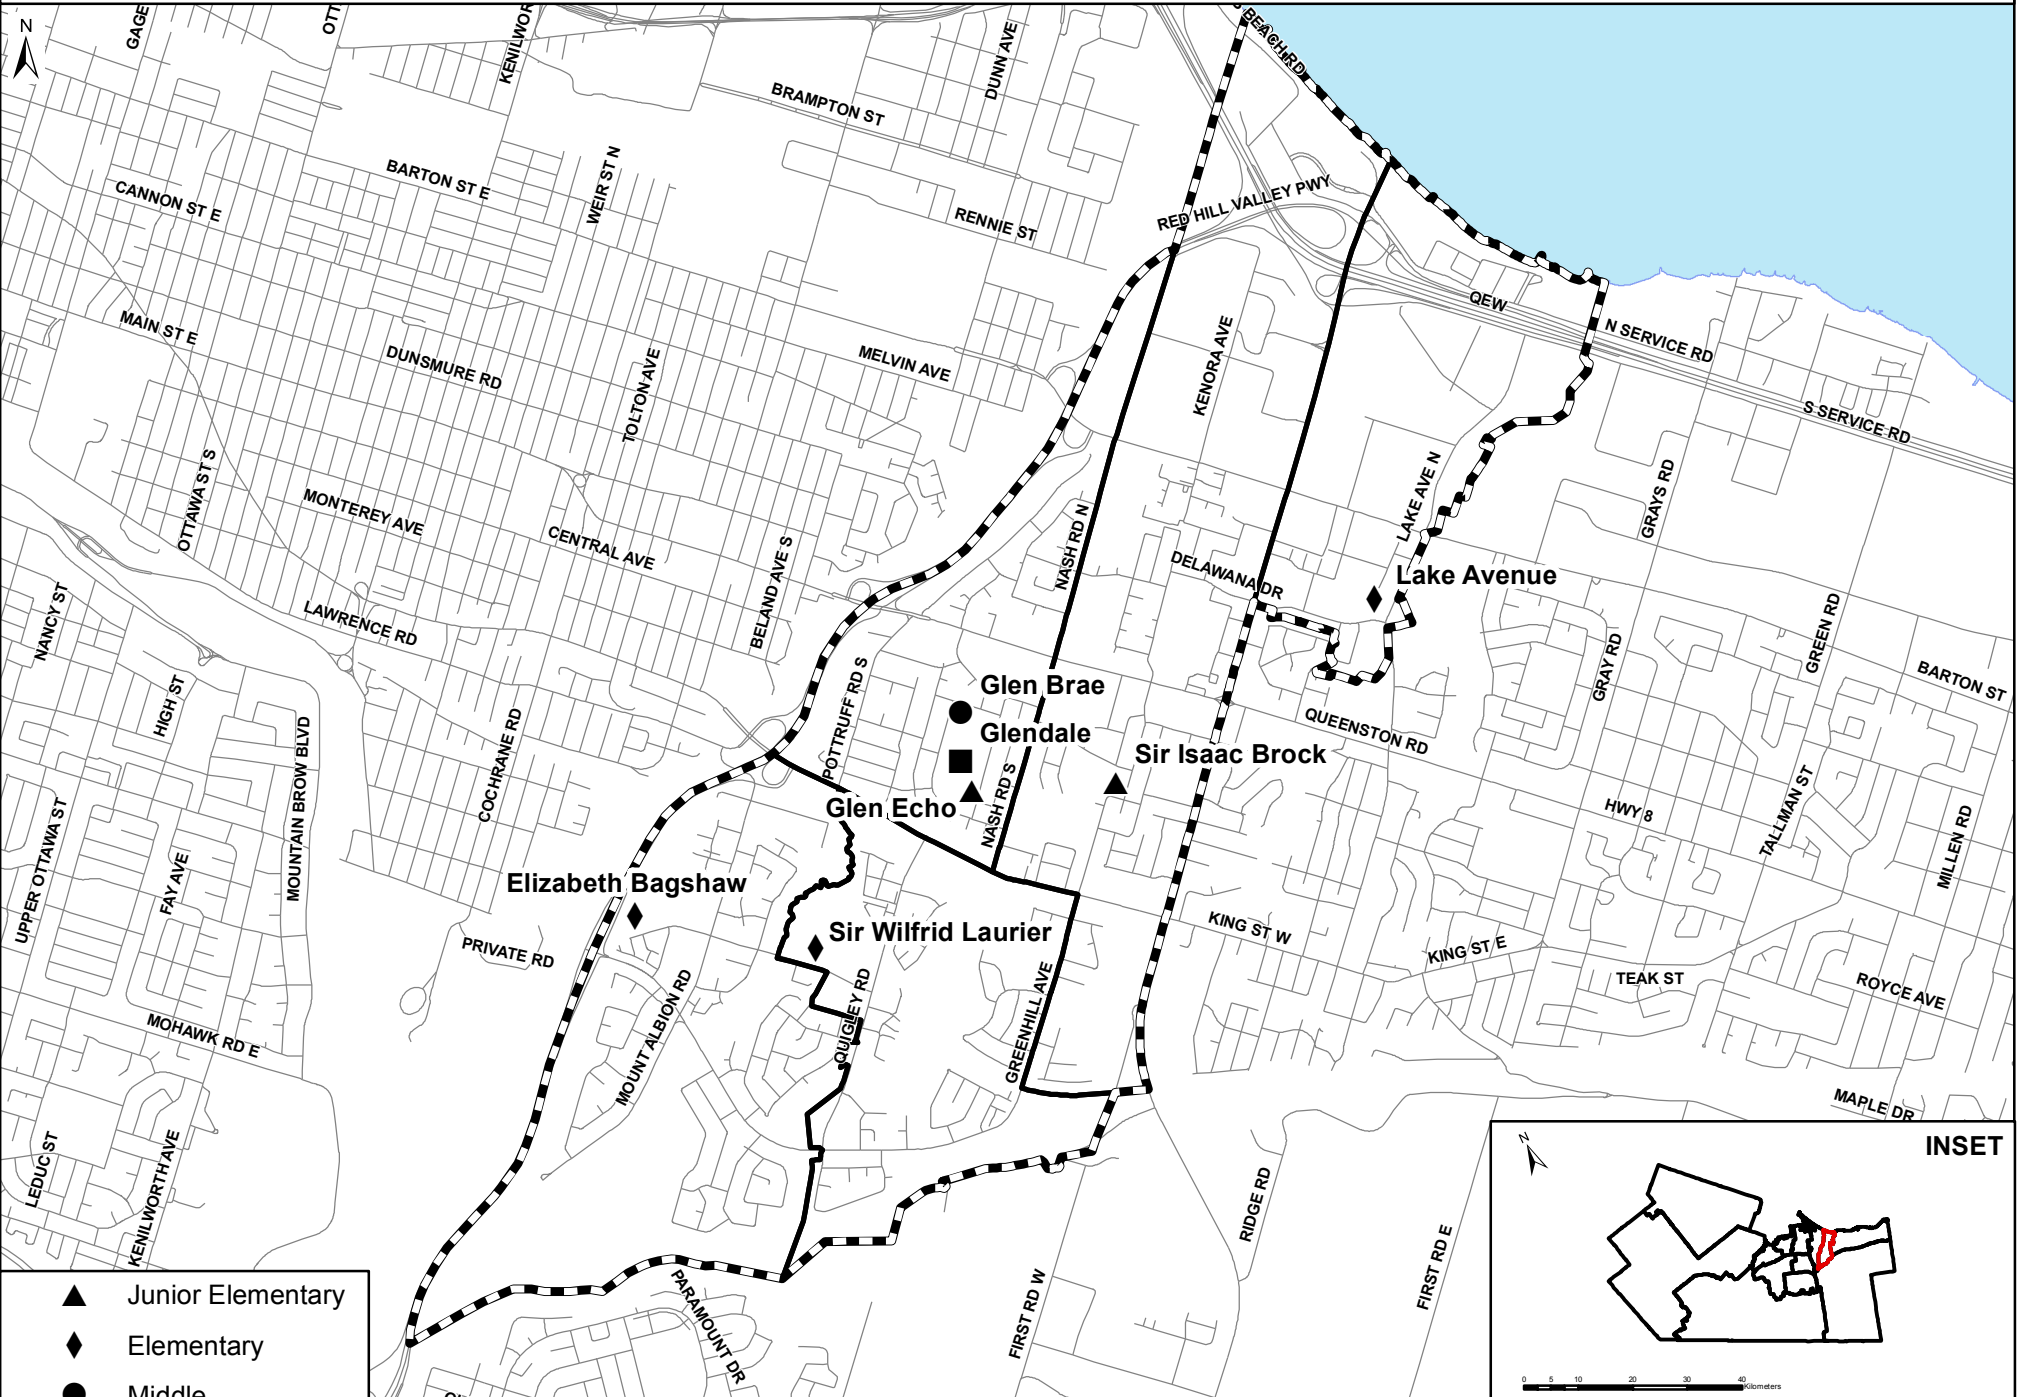 N
GAGE
KENILWOR
DUNN AVE
BEACH RD
BRAMPTON ST
BARTON ST E
WEIR ST N
CANNON ST E
RENNIE ST
RED HILL VALLEY PWY
QEW
N SERVICE RD
MAIN ST E
DUNSMURE RD
TOLTON AVE
MELVIN AVE
KENORA AVE
S SERVICE RD
OTTAWA ST S
MONTEREY AVE
CENTRAL AVE
BELAND AVE S
NASH RD N
DELAWANA DR
LAKE AVE N
GRAYS RD
Lake Avenue
NANCY ST
LAWRENCE RD
HIGH ST
MOUNTAIN BROW BLVD
COCHRANE RD
POTTRUFF RD S
Glen Brae
Glendale
Sir Isaac Brock
Glen Echo
NASH RD S
QUEENSTON RD
GRAY RD
GREEN RD
BARTON ST
HWY 8
TALLMAN ST
MILLEN RD
UPPER OTTAWA ST
FAY AVE
Elizabeth Bagshaw
PRIVATE RD
Sir Wilfrid Laurier
KING ST W
KING ST E
TEAK ST
ROYCE AVE
MOHAWK RD E
MOUNT ALBION RD
QUIGLEY RD
GREENHILL AVE
MAPLE DR
LEDUC ST
KENILWORTH AVE
PARAMOUNT DR
FIRST RD W
RIDGE RD
FIRST RD E
INSET
N
0 5 10 20 30 40
Kilometers
Junior Elementary
Elementary
Middle